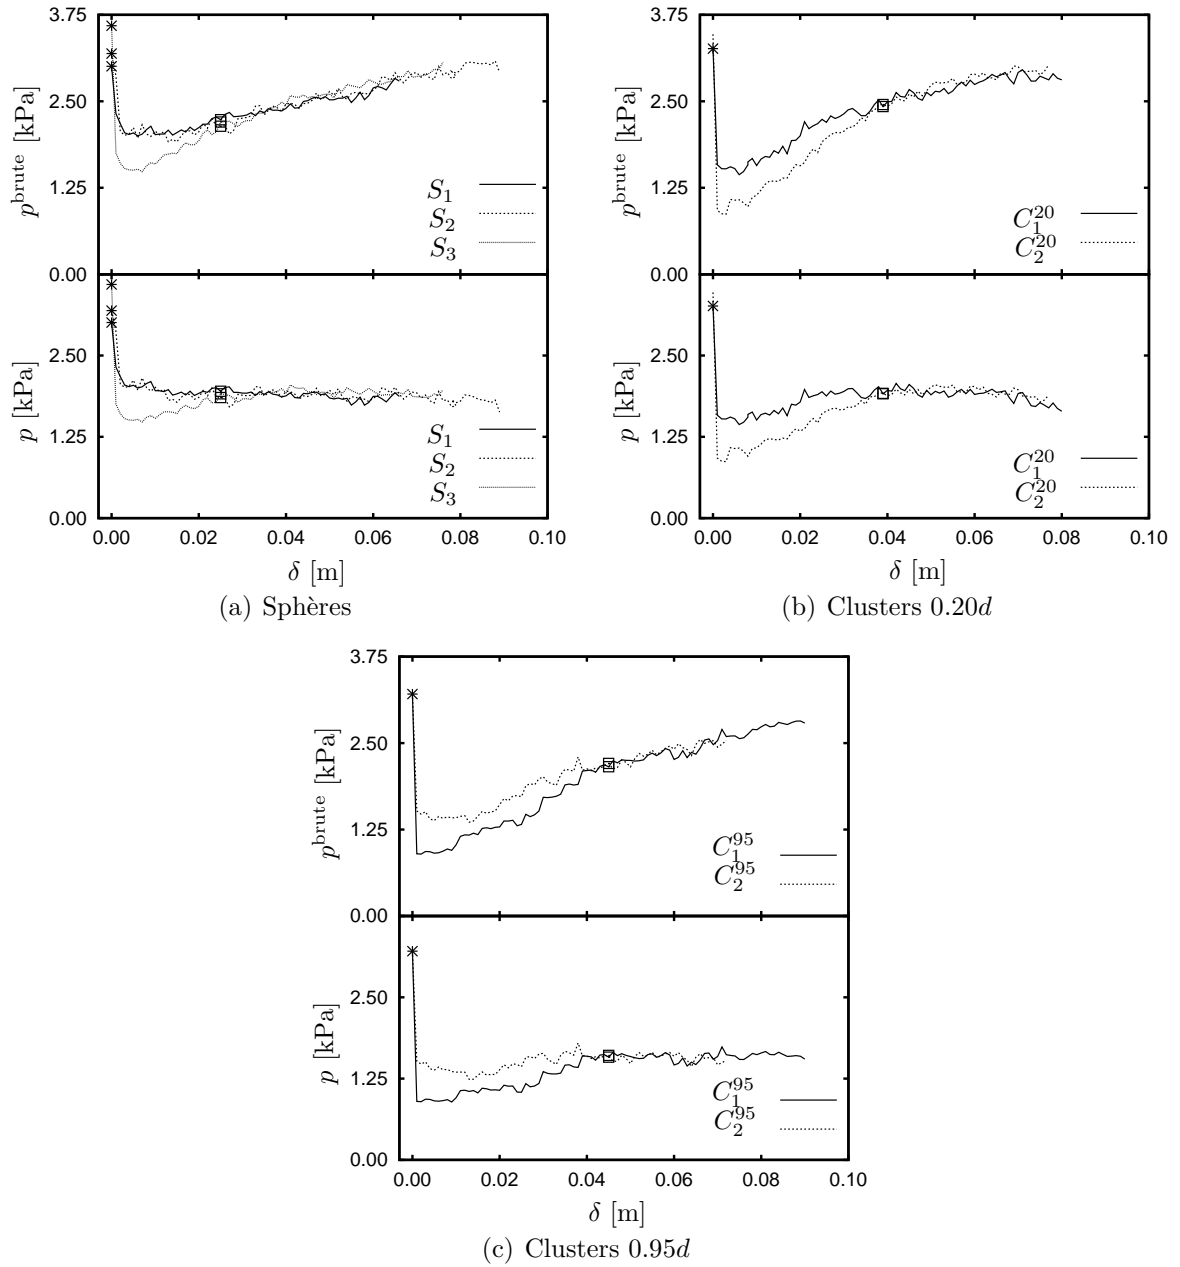 3.75
2.50
1.25
0.00
p^brute [kPa]
S_1
S_2
S_3
2.50
1.25
0.00
p [kPa]
S_1
S_2
S_3
0.00 0.02 0.04 0.06 0.08 0.10
δ [m]
(a) Sphères
3.75
2.50
1.25
0.00
p^brute [kPa]
C_1^20
C_2^20
2.50
1.25
0.00
p [kPa]
C_1^20
C_2^20
0.00 0.02 0.04 0.06 0.08 0.10
δ [m]
(b) Clusters 0.20d
3.75
2.50
1.25
0.00
p^brute [kPa]
C_1^95
C_2^95
2.50
1.25
0.00
p [kPa]
C_1^95
C_2^95
0.00 0.02 0.04 0.06 0.08 0.10
δ [m]
(c) Clusters 0.95d